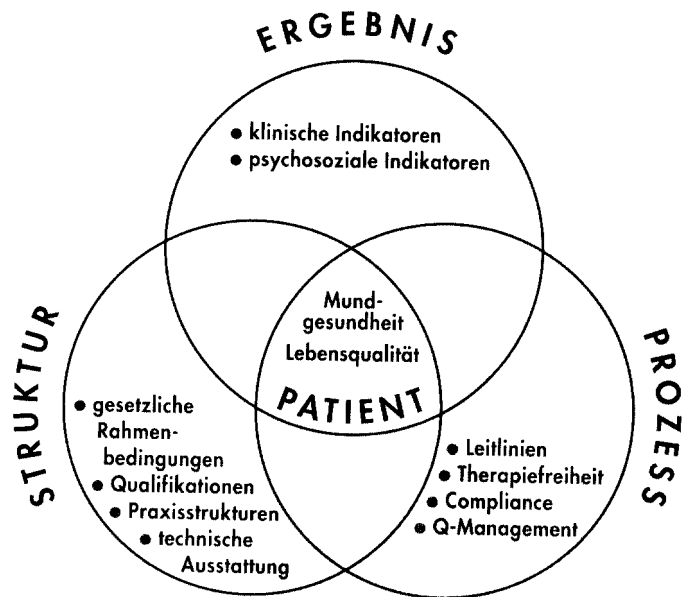 ERGEBNIS
● klinische Indikatoren
● psychosoziale Indikatoren
Mund-
gesundheit
Lebensqualität
PATIENT
STRUKTUR
● gesetzliche
Rahmen-
bedingungen
● Qualifikationen
● Praxisstrukturen
● technische
Ausstattung
PROZESS
● Leitlinien
● Therapiefreiheit
● Compliance
● Q-Management